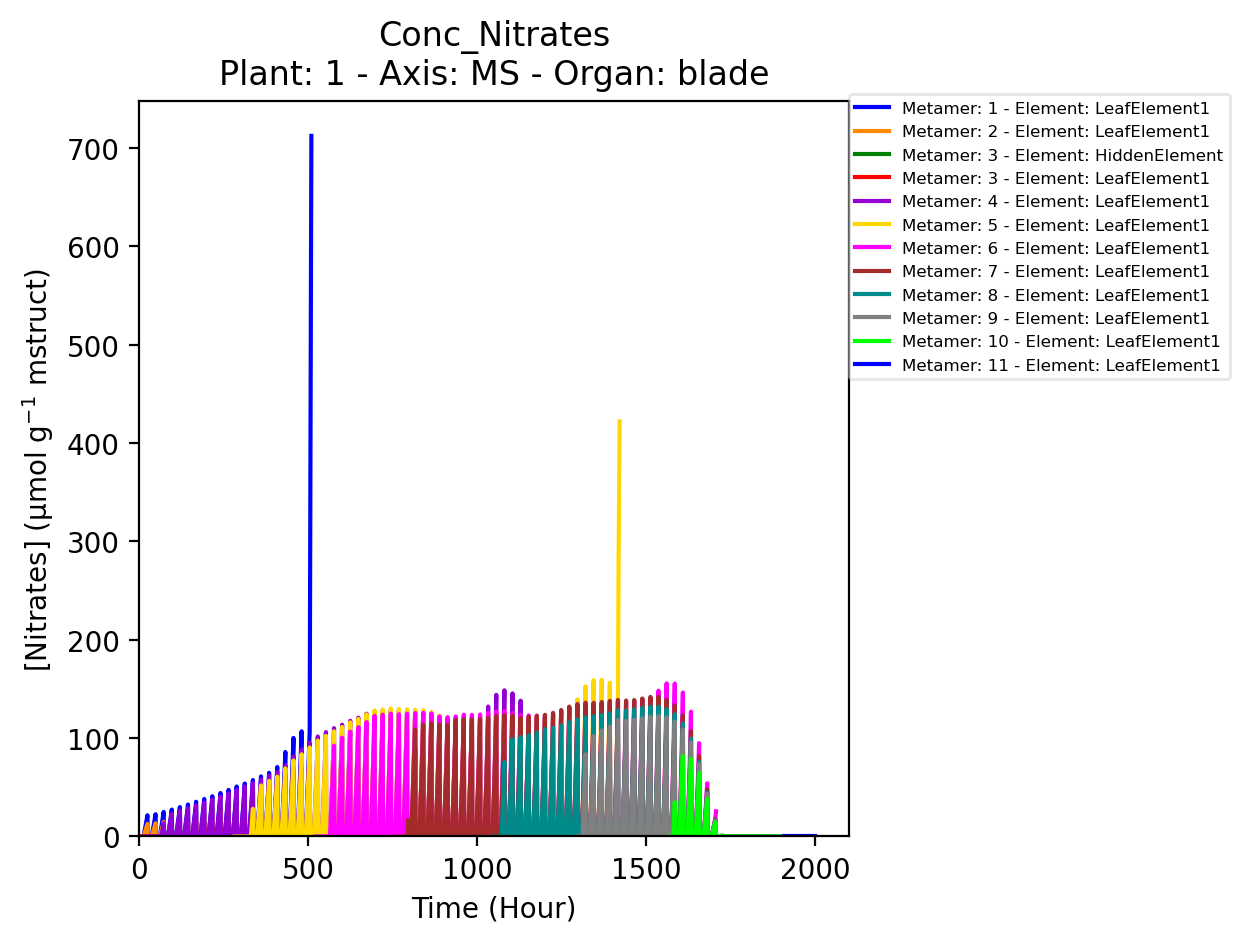 Conc_Nitrates
Plant: 1 - Axis: MS - Organ: blade
[Nitrates] (µmol g⁻¹ mstruct)
700
600
500
400
300
200
100
0
0 500 1000 1500 2000
Time (Hour)
Metamer: 1 - Element: LeafElement1
Metamer: 2 - Element: LeafElement1
Metamer: 3 - Element: HiddenElement
Metamer: 3 - Element: LeafElement1
Metamer: 4 - Element: LeafElement1
Metamer: 5 - Element: LeafElement1
Metamer: 6 - Element: LeafElement1
Metamer: 7 - Element: LeafElement1
Metamer: 8 - Element: LeafElement1
Metamer: 9 - Element: LeafElement1
Metamer: 10 - Element: LeafElement1
Metamer: 11 - Element: LeafElement1